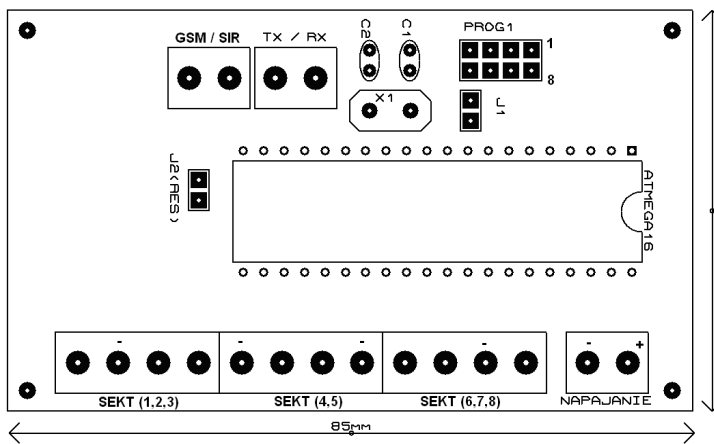 GSM / SIR
TX / RX
C2
C1
PROG1
1
8
X1
J1
J2(RES)
ATMEGA16
-
-
-
-
-
+
SEKT (1,2,3)
SEKT (4,5)
SEKT (6,7,8)
NAPAJANIE
85MM